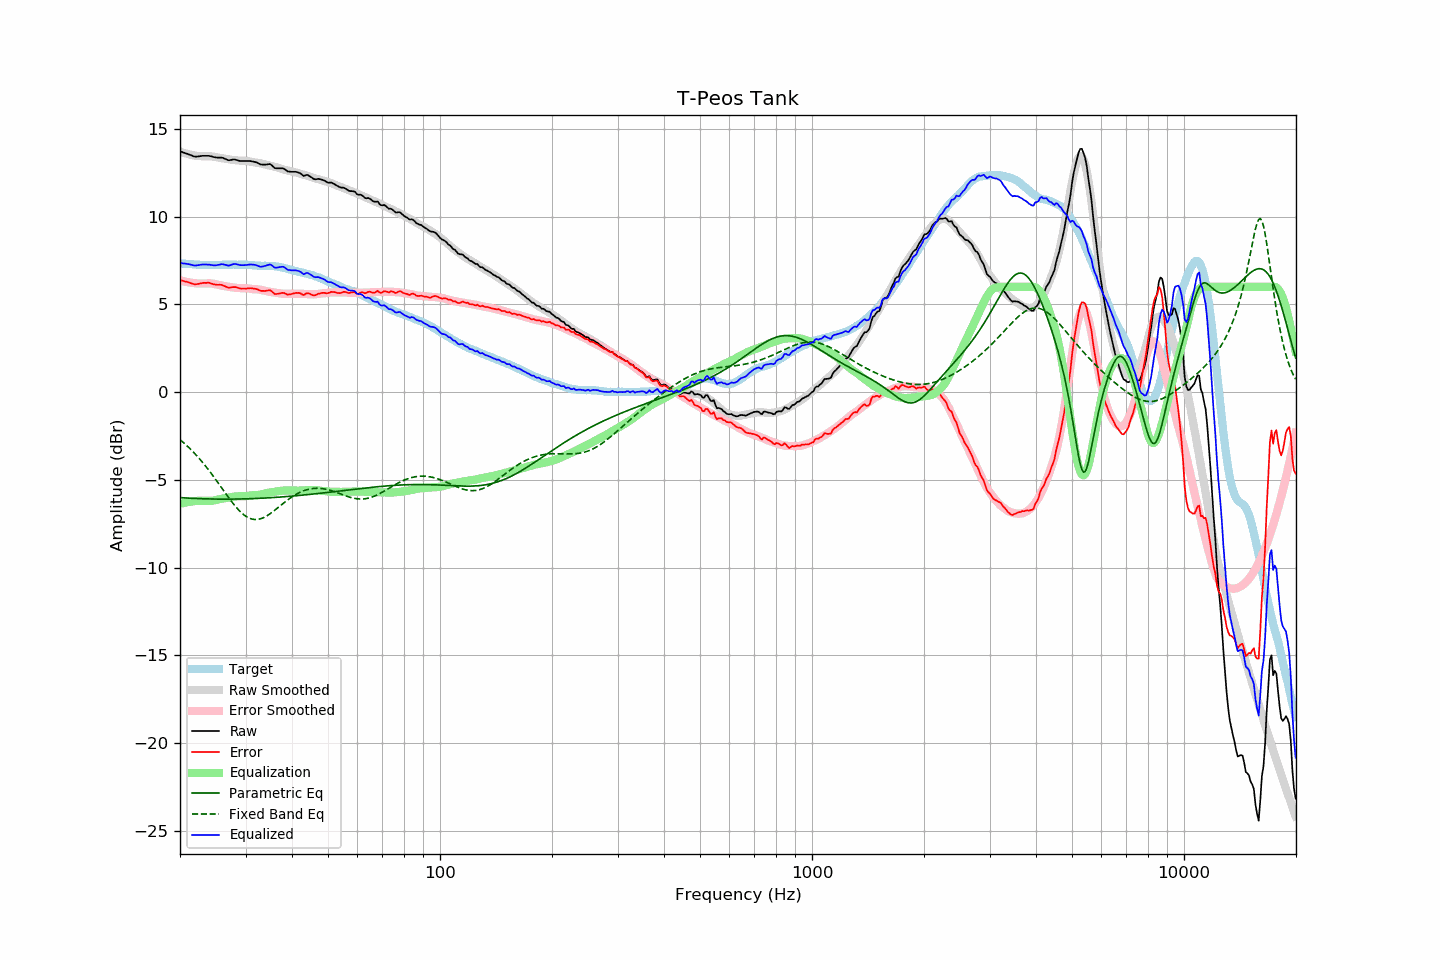 T-Peos Tank
15
10
5
0
−5
−10
−15
−20
−25
Amplitude (dBr)
Target
Raw Smoothed
Error Smoothed
Raw
Error
Equalization
Parametric Eq
Fixed Band Eq
Equalized
100 1000 10000
Frequency (Hz)